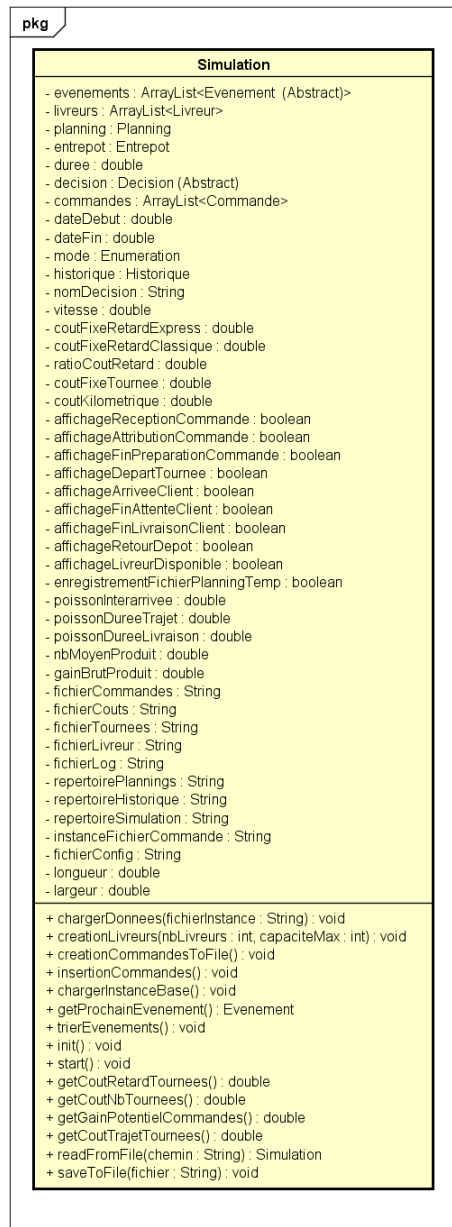 pkg
Simulation
- evenements : ArrayList<Evenement (Abstract)>
- livreurs : ArrayList<Livreur>
- planning : Planning
- entrepot : Entrepot
- duree : double
- decision : Decision (Abstract)
- commandes : ArrayList<Commande>
- dateDebut : double
- dateFin : double
- mode : Enumeration
- historique : Historique
- nomDecision : String
- vitesse : double
- coutFixeRetardExpress : double
- coutFixeRetardClassique : double
- ratioCoutRetard : double
- coutFixeTournee : double
- coutKilometrique : double
- affichageReceptionCommande : boolean
- affichageAttributionCommande : boolean
- affichageFinPreparationCommande : boolean
- affichageDepartTournee : boolean
- affichageArriveeClient : boolean
- affichageFinAttenteClient : boolean
- affichageFinLivraisonClient : boolean
- affichageRetourDepot : boolean
- affichageLivreurDisponible : boolean
- enregistrementFichierPlanningTemp : boolean
- poissonInterarrivee : double
- poissonDureeTrajet : double
- poissonDureeLivraison : double
- nbMoyenProduit : double
- gainBrutProduit : double
- fichierCommandes : String
- fichierCouts : String
- fichierTournees : String
- fichierLivreur : String
- fichierLog : String
- repertoirePlannings : String
- repertoireHistorique : String
- repertoireSimulation : String
- instanceFichierCommande : String
- fichierConfig : String
- longueur : double
- largeur : double
+ chargerDonnees(fichierInstance : String) : void
+ creationLivreurs(nbLivreurs : int, capaciteMax : int) : void
+ creationCommandesToFile() : void
+ insertionCommandes() : void
+ chargerInstanceBase() : void
+ getProchainEvenement() : Evenement
+ trierEvenements() : void
+ init() : void
+ start() : void
+ getCoutRetardTournees() : double
+ getCoutNbTournees() : double
+ getGainPotentielCommandes() : double
+ getCoutTrajetTournees() : double
+ readFromFile(chemin : String) : Simulation
+ saveToFile(fichier : String) : void